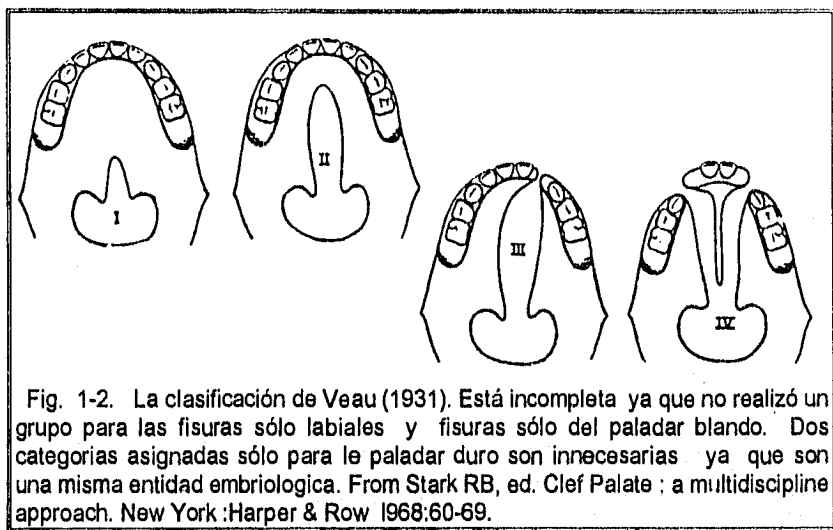 I
II
III
IV
Fig. 1-2. La clasificación de Veau (1931). Está incompleta ya que no realizó un
grupo para las fisuras sólo labiales y fisuras sólo del paladar blando. Dos
categorias asignadas sólo para le paladar duro son innecesarias ya que son
una misma entidad embriologica. From Stark RB, ed. Clef Palate : a multidiscipline
approach. New York :Harper & Row I968:60-69.